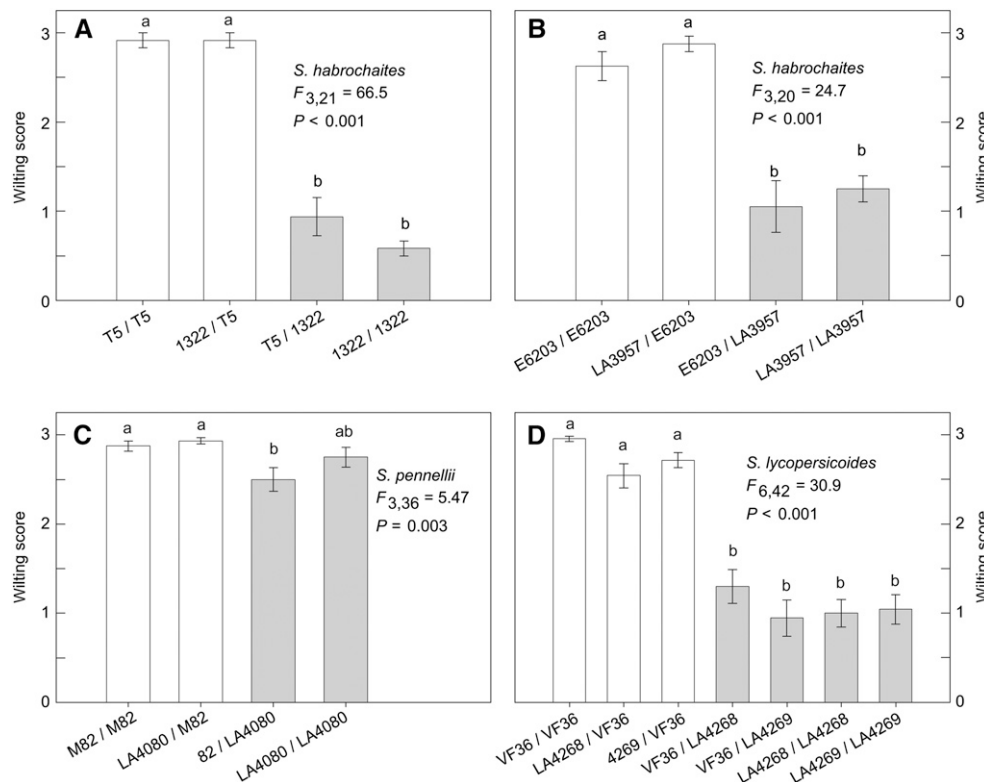 A
a
a
3
S. habrochaites
F3,21 = 66.5
P < 0.001
2
b
b
1
0
Wilting score
T5 / T5
1322 / T5
T5 / 1322
1322 / 1322
B
a
a
3
S. habrochaites
F3,20 = 24.7
P < 0.001
2
b
b
1
0
Wilting score
E6203 / E6203
LA3957 / E6203
E6203 / LA3957
LA3957 / LA3957
C
a
a
b
ab
3
S. pennellii
F3,36 = 5.47
P = 0.003
2
1
0
Wilting score
M82 / M82
LA4080 / M82
82 / LA4080
LA4080 / LA4080
D
a
a
a
3
S. lycopersicoides
F6,42 = 30.9
P < 0.001
2
b
b
b
b
1
0
Wilting score
VF36 / VF36
LA4268 / VF36
4269 / VF36
VF36 / LA4268
VF36 / LA4269
LA4268 / LA4268
LA4269 / LA4269